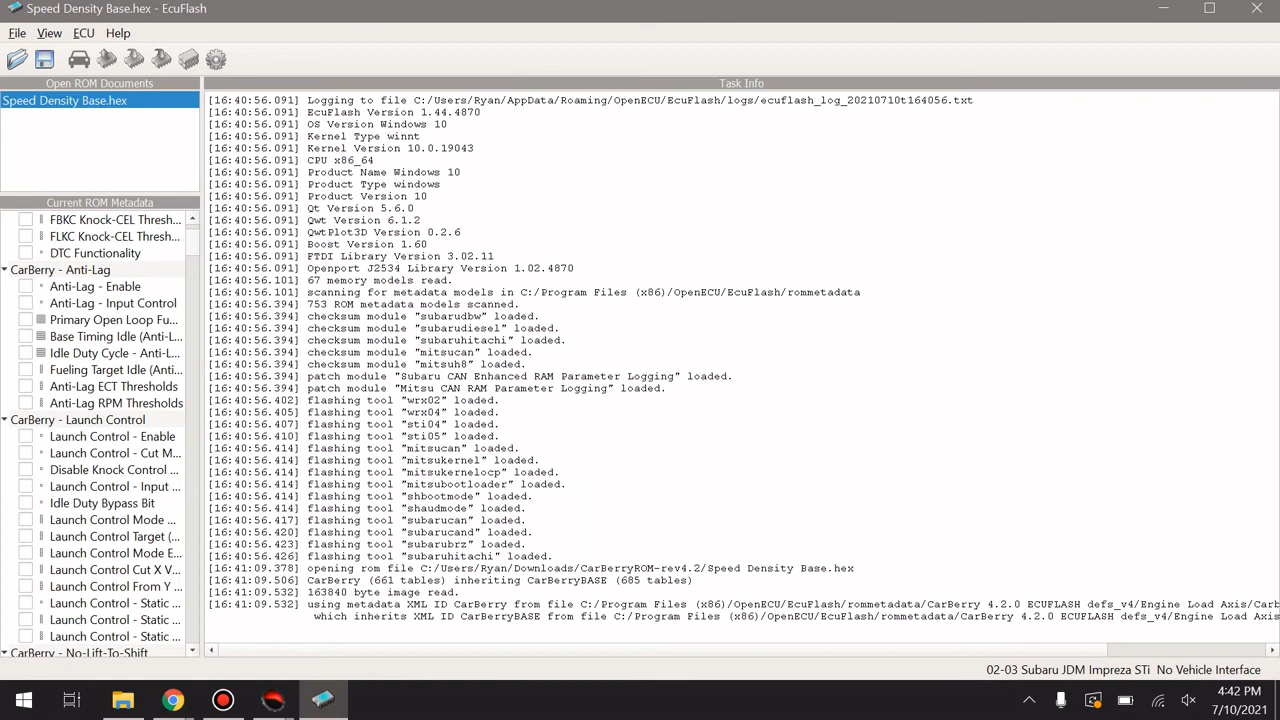 Speed Density Base.hex - EcuFlash
File View ECU Help
Open ROM Documents
Speed Density Base.hex
Current ROM Metadata
FBKC Knock-CEL Thresh...
FLKC Knock-CEL Thresh...
DTC Functionality
CarBerry - Anti-Lag
Anti-Lag - Enable
Anti-Lag - Input Control
Primary Open Loop Fu...
Base Timing Idle (Anti-L...
Idle Duty Cycle - Anti-L...
Fueling Target Idle (Anti...
Anti-Lag ECT Thresholds
Anti-Lag RPM Thresholds
CarBerry - Launch Control
Launch Control - Enable
Launch Control - Cut M...
Disable Knock Control ...
Launch Control - Input ...
Idle Duty Bypass Bit
Launch Control Mode ...
Launch Control Target (...
Launch Control Mode E...
Launch Control Cut X V...
Launch Control From Y ...
Launch Control - Static ...
Launch Control - Static ...
Launch Control - Static ...
CarBerry - No-Lift-To-Shift
Task Info
[16:40:56.091] Logging to file C:/Users/Ryan/AppData/Roaming/OpenECU/EcuFlash/logs/ecuflash_log_20210710t164056.txt
[16:40:56.091] EcuFlash Version 1.44.4870
[16:40:56.091] OS Version Windows 10
[16:40:56.091] Kernel Type winnt
[16:40:56.091] Kernel Version 10.0.19043
[16:40:56.091] CPU x86_64
[16:40:56.091] Product Name Windows 10
[16:40:56.091] Product Type windows
[16:40:56.091] Product Version 10
[16:40:56.091] Qt Version 5.6.0
[16:40:56.091] Qwt Version 6.1.2
[16:40:56.091] QwtPlot3D Version 0.2.6
[16:40:56.091] Boost Version 1.60
[16:40:56.091] FTDI Library Version 3.02.11
[16:40:56.091] Openport J2534 Library Version 1.02.4870
[16:40:56.101] 67 memory models read.
[16:40:56.101] scanning for metadata models in C:/Program Files (x86)/OpenECU/EcuFlash/rommetadata
[16:40:56.394] 753 ROM metadata models scanned.
[16:40:56.394] checksum module "subarudbw" loaded.
[16:40:56.394] checksum module "subarudiesel" loaded.
[16:40:56.394] checksum module "subaruhitachi" loaded.
[16:40:56.394] checksum module "mitsucan" loaded.
[16:40:56.394] checksum module "mitsuh8" loaded.
[16:40:56.394] patch module "Subaru CAN Enhanced RAM Parameter Logging" loaded.
[16:40:56.394] patch module "Mitsu CAN RAM Parameter Logging" loaded.
[16:40:56.402] flashing tool "wrx02" loaded.
[16:40:56.405] flashing tool "wrx04" loaded.
[16:40:56.407] flashing tool "sti04" loaded.
[16:40:56.410] flashing tool "sti05" loaded.
[16:40:56.414] flashing tool "mitsucan" loaded.
[16:40:56.414] flashing tool "mitsukernel" loaded.
[16:40:56.414] flashing tool "mitsukernelocp" loaded.
[16:40:56.414] flashing tool "mitsubootloader" loaded.
[16:40:56.414] flashing tool "shbootmode" loaded.
[16:40:56.414] flashing tool "shaudmode" loaded.
[16:40:56.417] flashing tool "subarucan" loaded.
[16:40:56.420] flashing tool "subarucand" loaded.
[16:40:56.423] flashing tool "subarubrz" loaded.
[16:40:56.426] flashing tool "subaruhitachi" loaded.
[16:41:09.378] opening rom file C:/Users/Ryan/Downloads/CarBerryROM-rev4.2/Speed Density Base.hex
[16:41:09.506] CarBerry (661 tables) inheriting CarBerryBASE (685 tables)
[16:41:09.532] 163840 byte image read.
[16:41:09.532] using metadata XML ID CarBerry from file C:/Program Files (x86)/OpenECU/EcuFlash/rommetadata/CarBerry 4.2.0 ECUFLASH defs_v4/Engine Load Axis/Carb
which inherits XML ID CarBerryBASE from file C:/Program Files (x86)/OpenECU/EcuFlash/rommetadata/CarBerry 4.2.0 ECUFLASH defs_v4/Engine Load Axis
02-03 Subaru JDM Impreza STi No Vehicle Interface
4:42 PM
7/10/2021